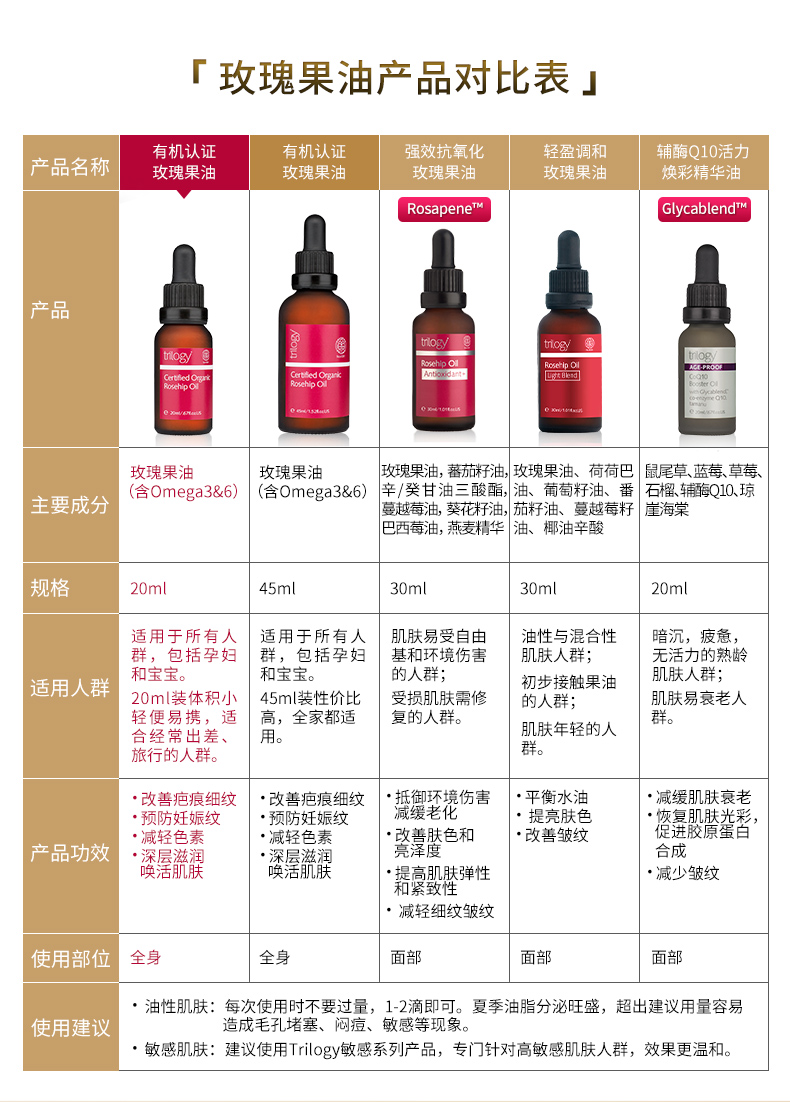 「 玫瑰果油产品对比表 」
产品名称
有机认证
玫瑰果油
有机认证
玫瑰果油
强效抗氧化
玫瑰果油
轻盈调和
玫瑰果油
辅酶Q10活力
焕彩精华油
产品
trilogy
Certified Organic
Rosehip Oil
trilogy
Certified Organic
Rosehip Oil
Rosapene™
trilogy
Rosehip Oil
Antioxidant+
trilogy
Rosehip Oil
Light Blend
Glycablend™
trilogy
AGE-PROOF
CoQ10
Booster Oil
主要成分
玫瑰果油
(含Omega3&6)
玫瑰果油
(含Omega3&6)
玫瑰果油，蕃茄籽油，
辛/癸甘油三酸酯，
蔓越莓油，葵花籽油，
巴西莓油，燕麦精华
玫瑰果油、荷荷巴
油、葡萄籽油、番
茄籽油、蔓越莓籽
油、椰油辛酸
鼠尾草、蓝莓、草莓、
石榴、辅酶Q10、琼
崖海棠
规格
20ml
45ml
30ml
30ml
20ml
适用人群
适用于所有人
群，包括孕妇
和宝宝。
20ml装体积小
轻便易携，适
合经常出差、
旅行的人群。
适用于所有人
群，包括孕妇
和宝宝。
45ml装性价比
高，全家都适
用。
肌肤易受自由
基和环境伤害
的人群；
受损肌肤需修
复的人群。
油性与混合性
肌肤人群；
初步接触果油
的人群；
肌肤年轻的人
群。
暗沉，疲惫，
无活力的熟龄
肌肤人群；
肌肤易衰老人
群。
产品功效
•改善疤痕细纹
•预防妊娠纹
•减轻色素
•深层滋润
唤活肌肤
•改善疤痕细纹
•预防妊娠纹
•减轻色素
•深层滋润
唤活肌肤
•抵御环境伤害
减缓老化
•改善肤色和
亮泽度
•提高肌肤弹性
和紧致性
• 减轻细纹皱纹
•平衡水油
• 提亮肤色
•改善皱纹
•减缓肌肤衰老
•恢复肌肤光彩，
促进胶原蛋白
合成
•减少皱纹
使用部位
全身
全身
面部
面部
面部
使用建议
• 油性肌肤：每次使用时不要过量，1-2滴即可。夏季油脂分泌旺盛，超出建议用量容易
造成毛孔堵塞、闷痘、敏感等现象。
• 敏感肌肤：建议使用Trilogy敏感系列产品，专门针对高敏感肌肤人群，效果更温和。